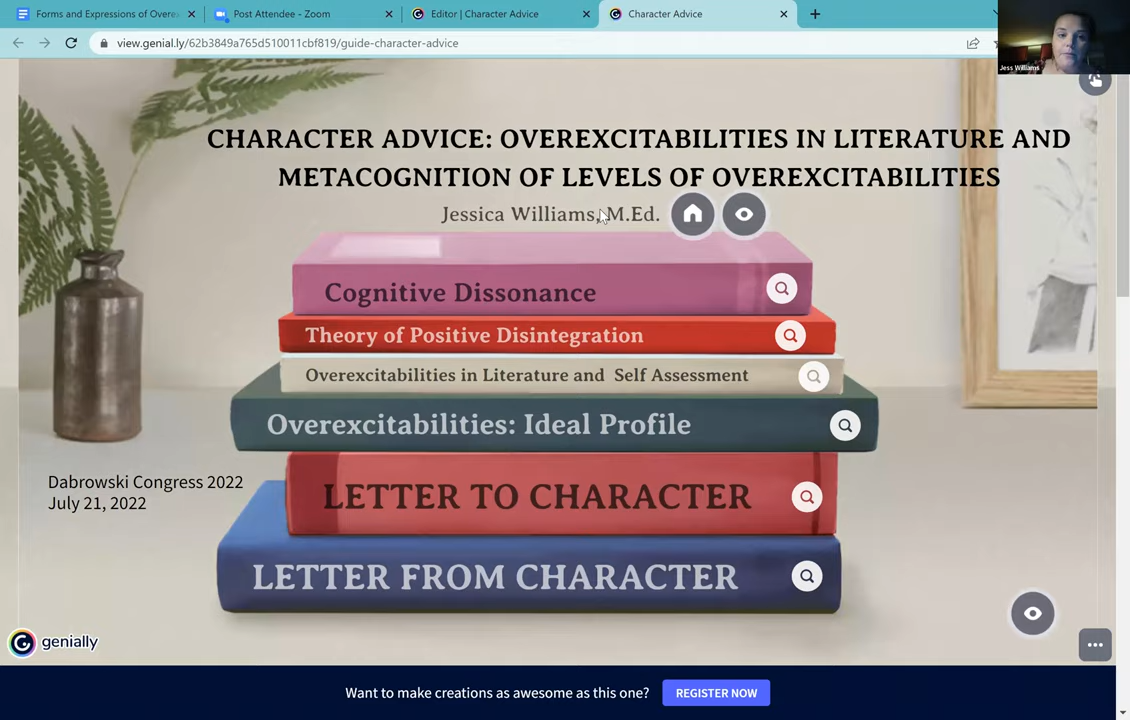 Forms and Expressions of Overex
Post Attendee - Zoom
Editor | Character Advice
Character Advice
view.genial.ly/62b3849a765d510011cbf819/guide-character-advice
Jess Williams
CHARACTER ADVICE: OVEREXCITABILITIES IN LITERATURE AND
METACOGNITION OF LEVELS OF OVEREXCITABILITIES
Jessica Williams, M.Ed.
Cognitive Dissonance
Theory of Positive Disintegration
Overexcitabilities in Literature and Self Assessment
Overexcitabilities: Ideal Profile
Dabrowski Congress 2022
July 21, 2022
LETTER TO CHARACTER
LETTER FROM CHARACTER
genially
Want to make creations as awesome as this one?
REGISTER NOW